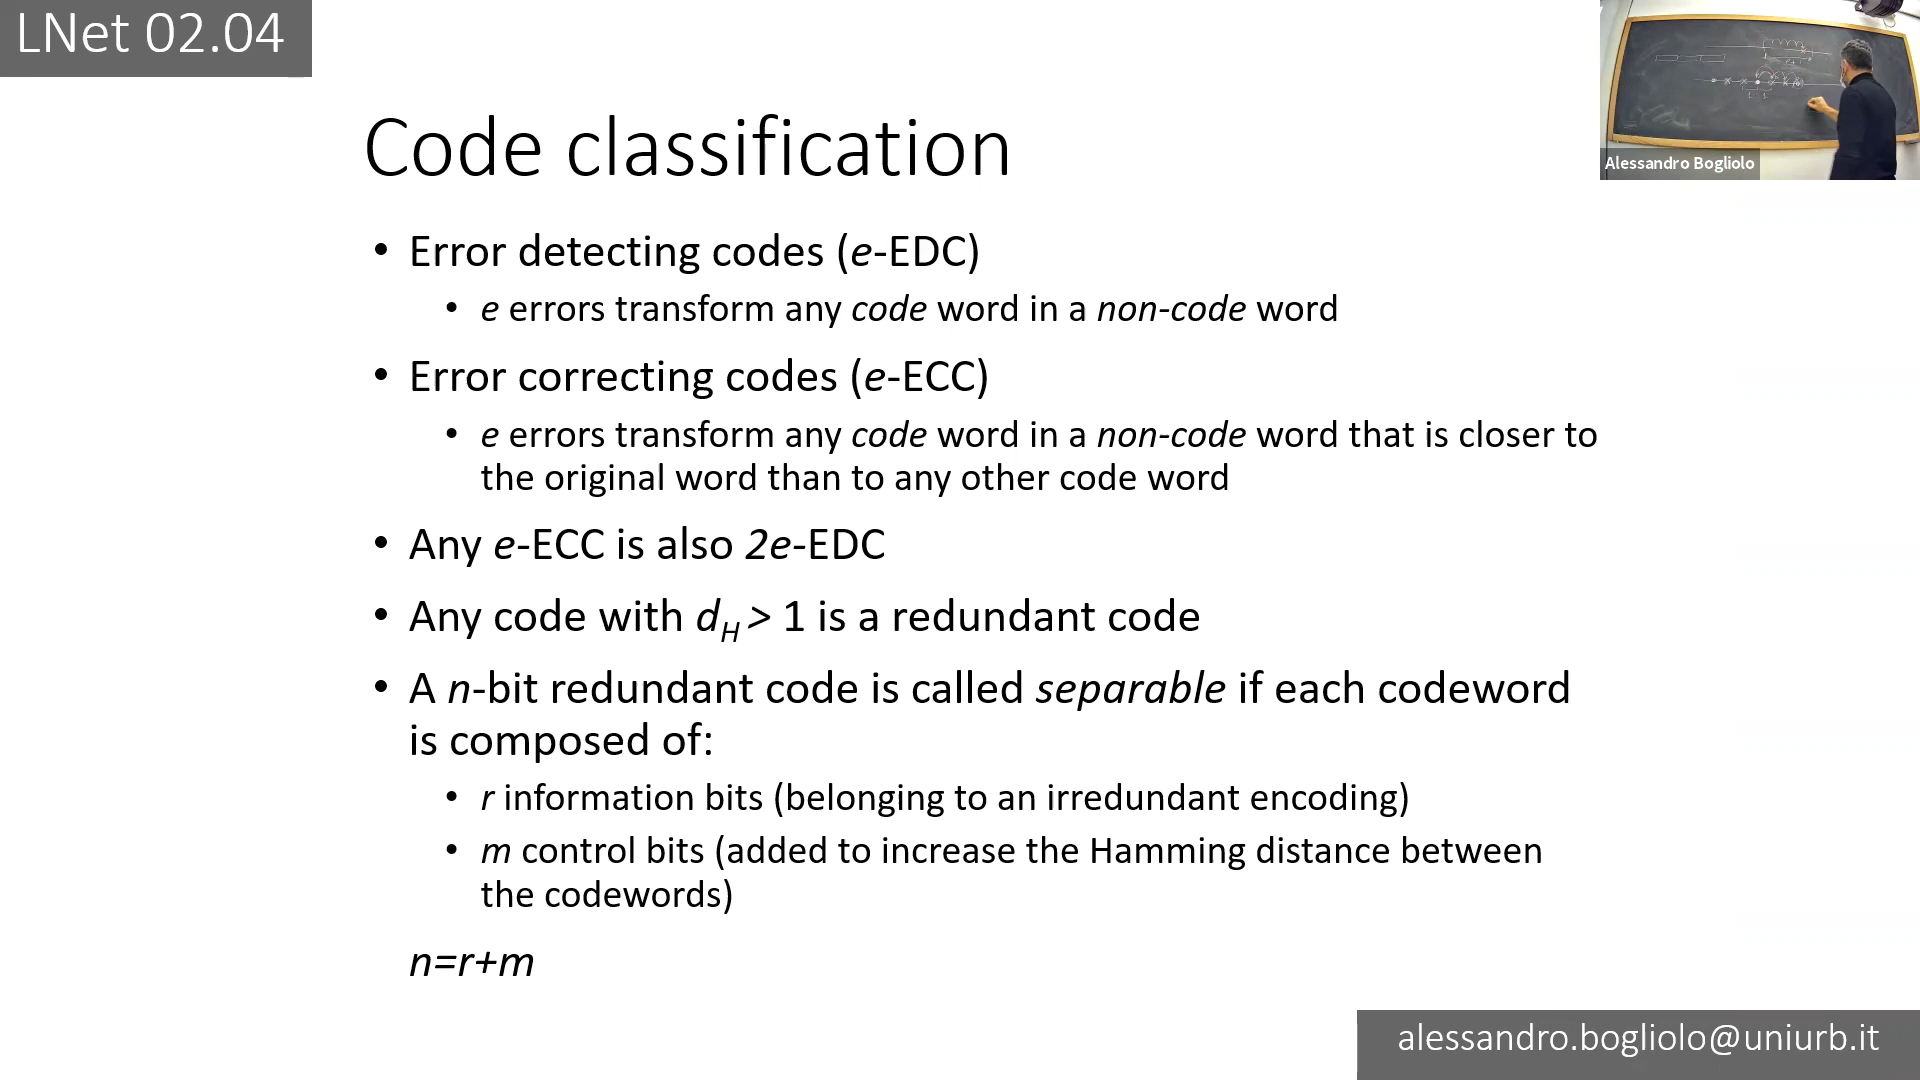 LNet 02.04
Alessandro Bogliolo
Code classification
• Error detecting codes (e-EDC)
• e errors transform any code word in a non-code word
• Error correcting codes (e-ECC)
• e errors transform any code word in a non-code word that is closer to
the original word than to any other code word
• Any e-ECC is also 2e-EDC
• Any code with d_H > 1 is a redundant code
• A n-bit redundant code is called separable if each codeword
is composed of:
• r information bits (belonging to an irredundant encoding)
• m control bits (added to increase the Hamming distance between
the codewords)
n=r+m
alessandro.bogliolo@uniurb.it